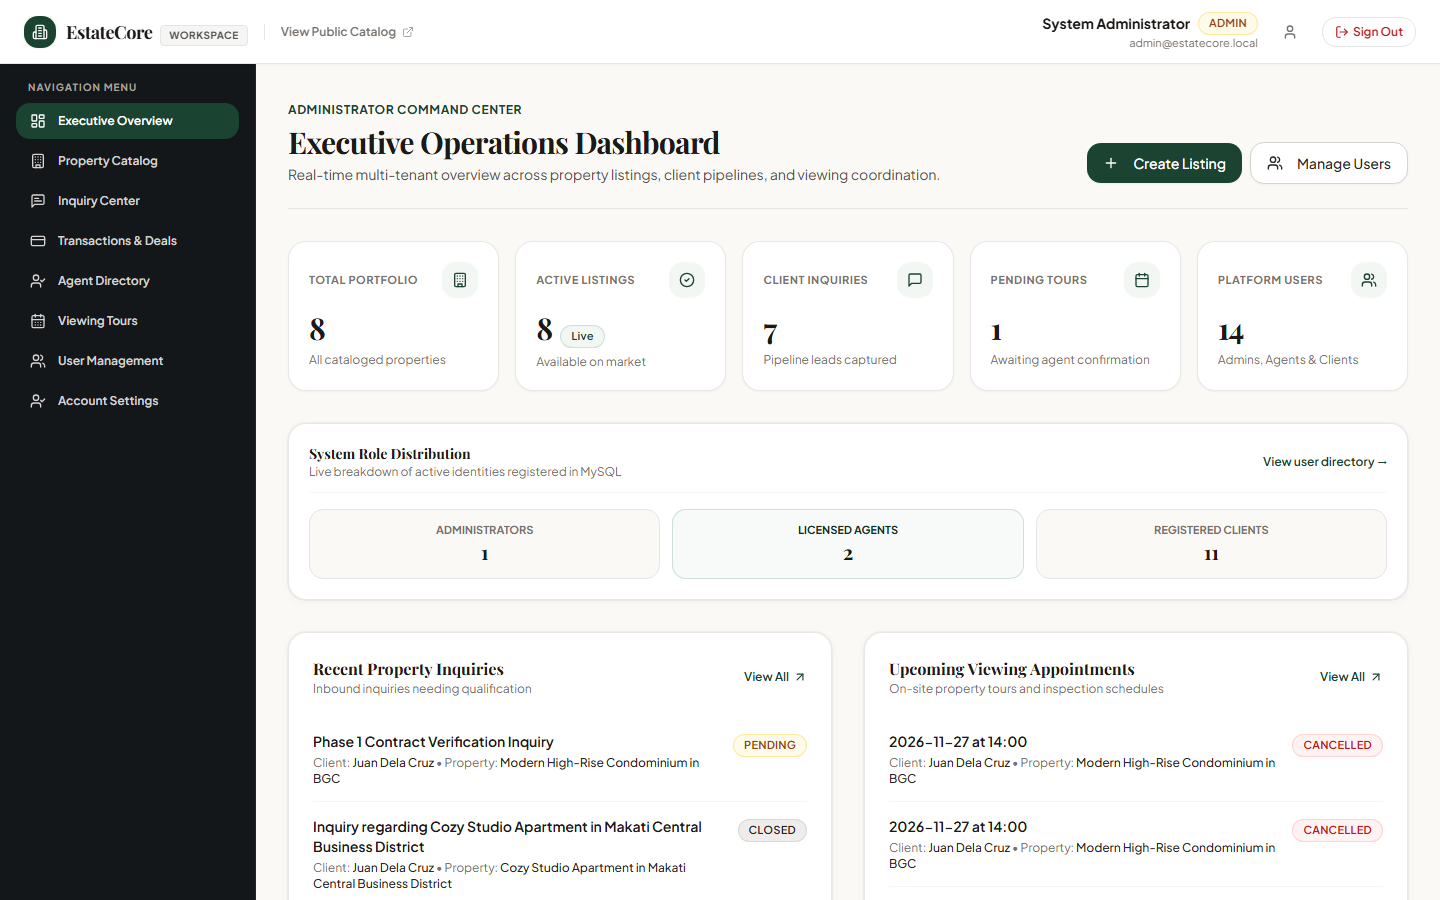 EstateCore
WORKSPACE
View Public Catalog
System Administrator
ADMIN
admin@estatecore.local
Sign Out
NAVIGATION MENU
Executive Overview
Property Catalog
Inquiry Center
Transactions & Deals
Agent Directory
Viewing Tours
User Management
Account Settings
ADMINISTRATOR COMMAND CENTER
Executive Operations Dashboard
Real-time multi-tenant overview across property listings, client pipelines, and viewing coordination.
Create Listing
Manage Users
TOTAL PORTFOLIO
8
All cataloged properties
ACTIVE LISTINGS
8 Live
Available on market
CLIENT INQUIRIES
7
Pipeline leads captured
PENDING TOURS
1
Awaiting agent confirmation
PLATFORM USERS
14
Admins, Agents & Clients
System Role Distribution
Live breakdown of active identities registered in MySQL
View user directory →
ADMINISTRATORS
1
LICENSED AGENTS
2
REGISTERED CLIENTS
11
Recent Property Inquiries
Inbound inquiries needing qualification
View All
Phase 1 Contract Verification Inquiry
PENDING
Client: Juan Dela Cruz • Property: Modern High-Rise Condominium in
BGC
Inquiry regarding Cozy Studio Apartment in Makati Central
Business District
CLOSED
Client: Juan Dela Cruz • Property: Cozy Studio Apartment in Makati
Central Business District
Upcoming Viewing Appointments
On-site property tours and inspection schedules
View All
2026-11-27 at 14:00
CANCELLED
Client: Juan Dela Cruz • Property: Modern High-Rise Condominium in
BGC
2026-11-27 at 14:00
CANCELLED
Client: Juan Dela Cruz • Property: Modern High-Rise Condominium in
BGC